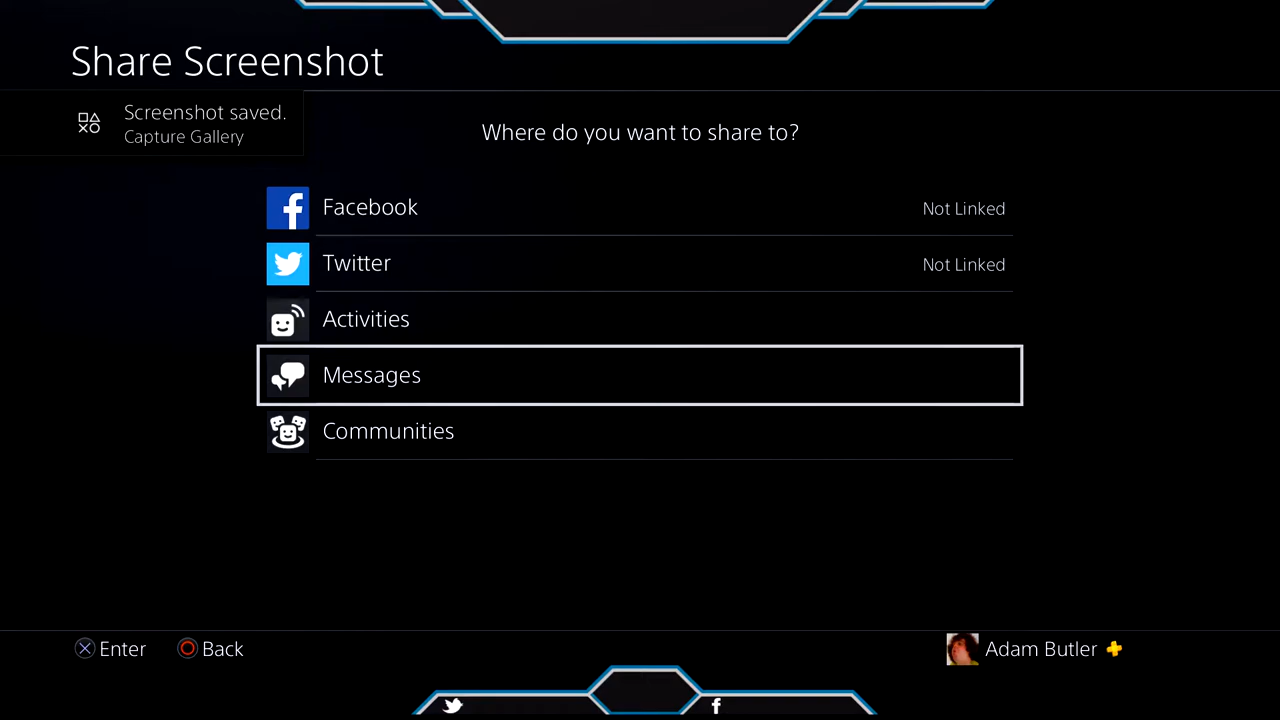 Share Screenshot
Screenshot saved.
Capture Gallery
Where do you want to share to?
Facebook
Not Linked
Twitter
Not Linked
Activities
Messages
Communities
Enter
Back
Adam Butler